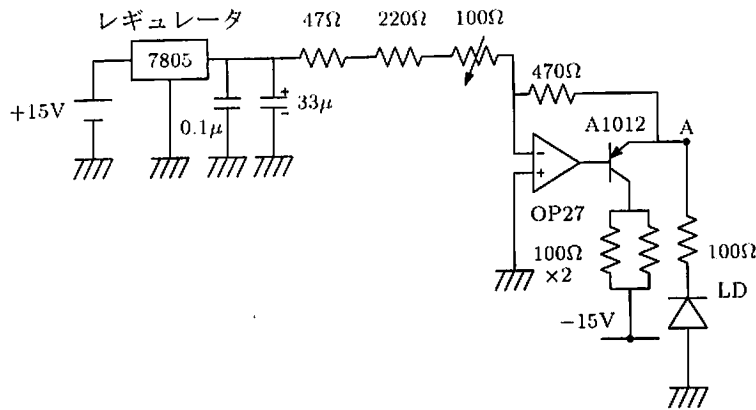 レギュレータ
7805
47Ω
220Ω
100Ω
470Ω
+15V
0.1μ
33μ
+
−
A1012
A
−
+
OP27
100Ω
×2
100Ω
LD
−15V